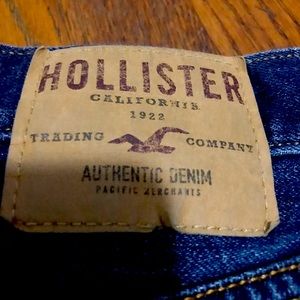 HOLLISTER
CALIFORNIA
1922
TRADING COMPANY
AUTHENTIC DENIM
PACIFIC MERCHANTS